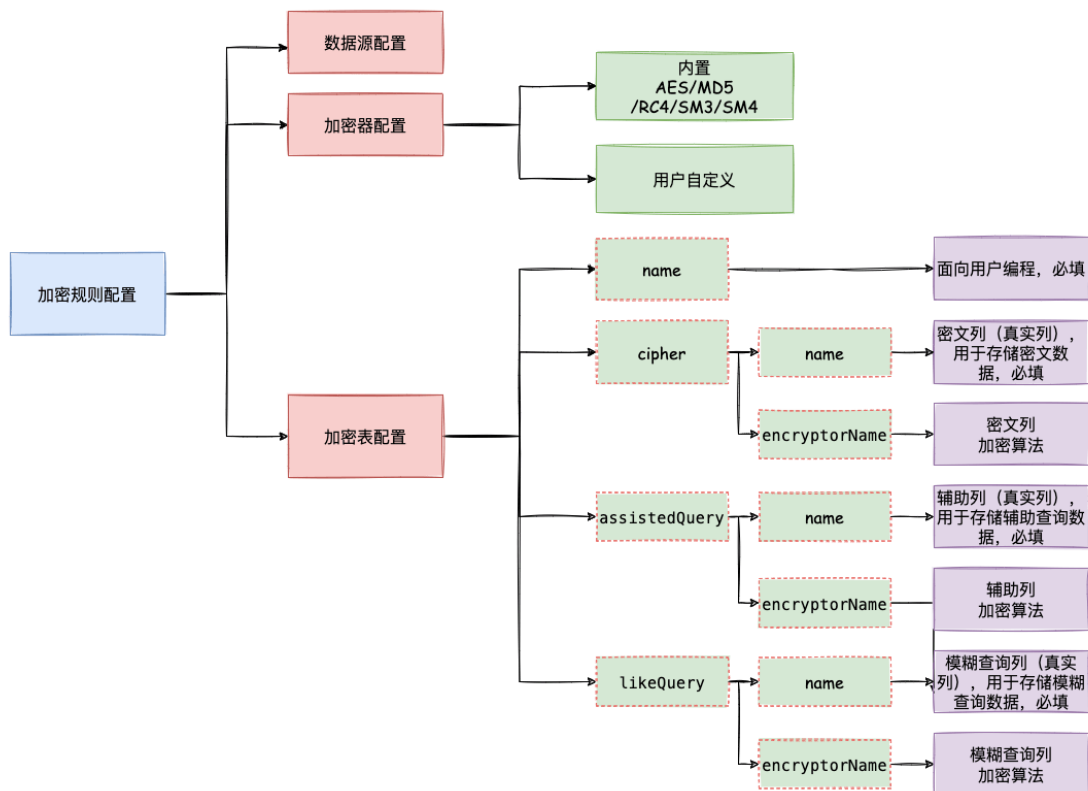 数据源配置
内置
AES/MD5
/RC4/SM3/SM4
加密器配置
用户自定义
加密规则配置
name
面向用户编程，必填
cipher
name
密文列（真实列），
用于存储密文数
据，必填
encryptorName
密文列
加密算法
加密表配置
assistedQuery
name
辅助列（真实列），
用于存储辅助查询数
据，必填
encryptorName
辅助列
加密算法
likeQuery
name
模糊查询列（真实
列），用于存储模糊
查询数据，必填
encryptorName
模糊查询列
加密算法